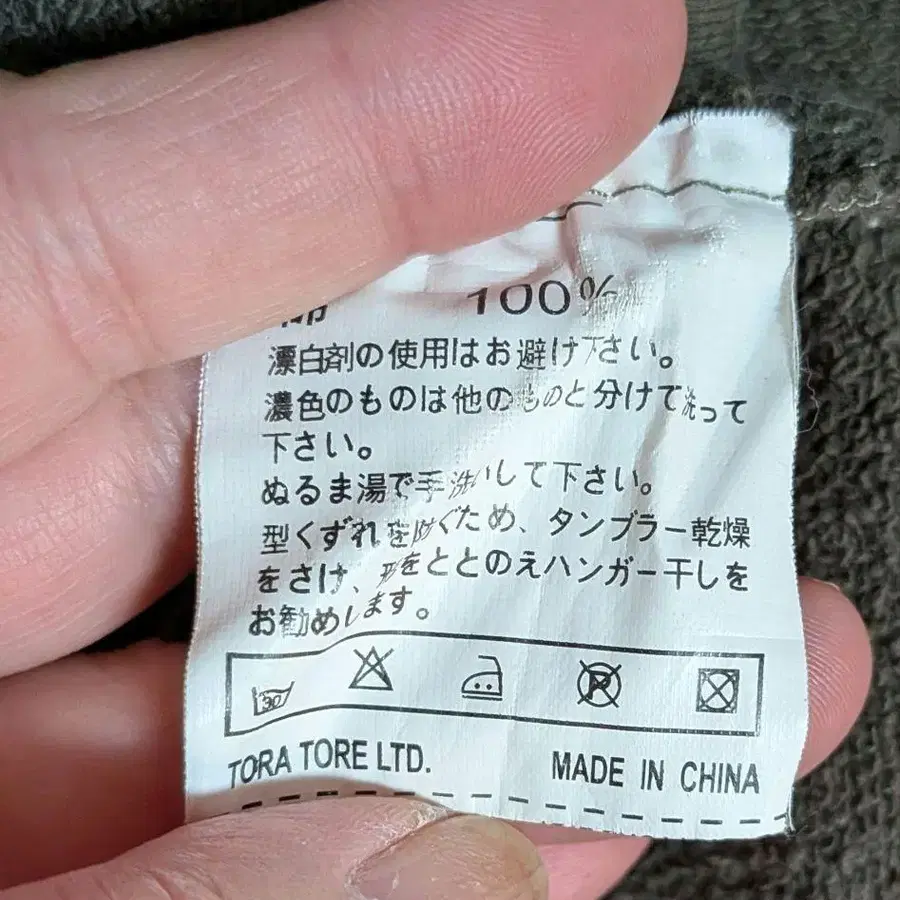 綿 100%
漂白剤の使用はお避け下さい。
濃色のものは他のものと分けて洗って
下さい。
ぬるま湯で手洗いして下さい。
型くずれを防ぐため、タンブラー乾燥
をさけ、形をととのえハンガー干しを
お勧めします。
30
P
TORA TORE LTD. MADE IN CHINA